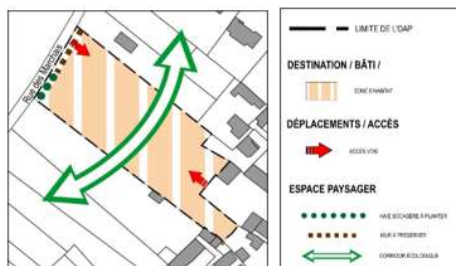 Rue des Marchais
LIMITE DE L'OAP
DESTINATION / BÂTI /
ZONE D'HABITAT
DÉPLACEMENTS / ACCÈS
ACCÈS VOIE
ESPACE PAYSAGER
HAIE BOCAGÈRE À PLANTER
MUR À PRÉSERVER
CORRIDOR ÉCOLOGIQUE